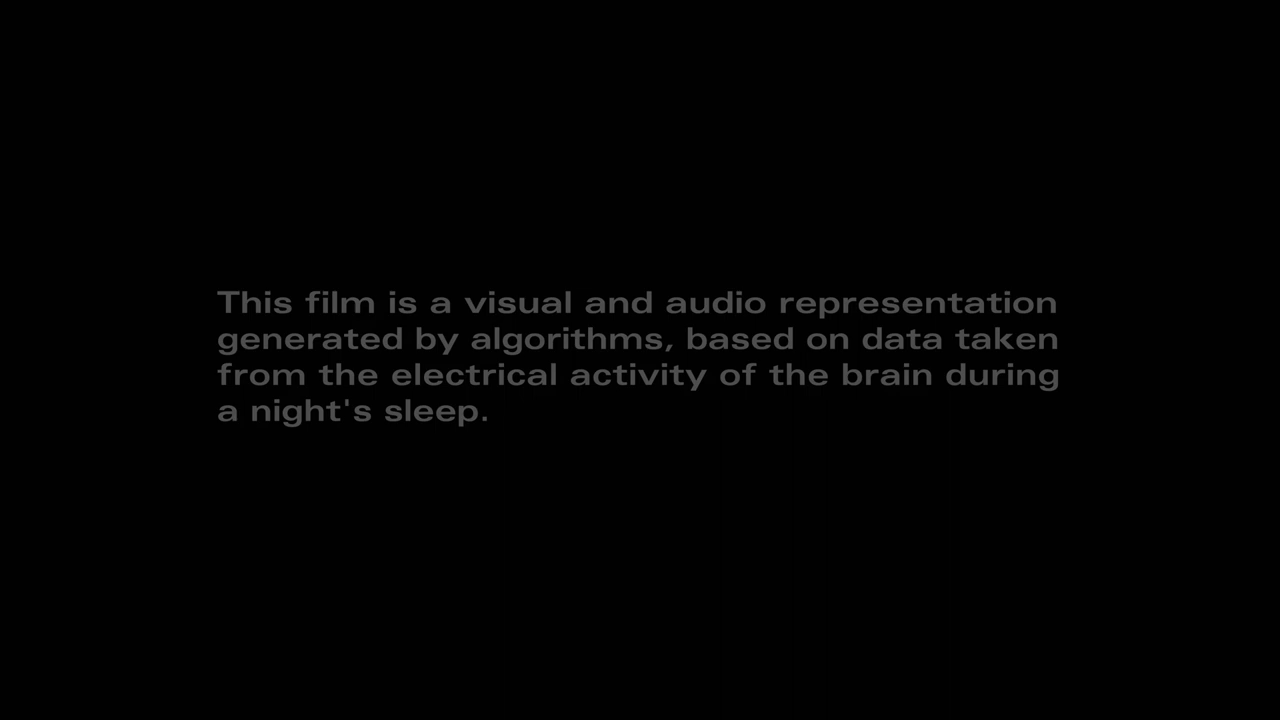 This film is a visual and audio representation
generated by algorithms, based on data taken
from the electrical activity of the brain during
a night's sleep.